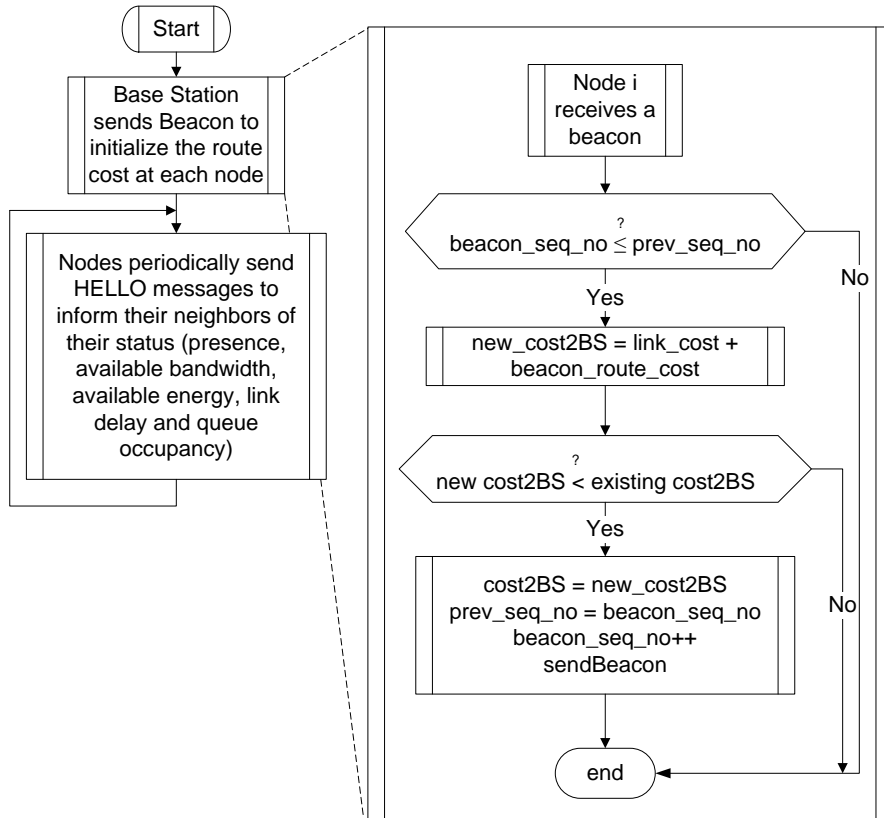 Start
Base Station
sends Beacon to
initialize the route
cost at each node
Nodes periodically send
HELLO messages to
inform their neighbors of
their status (presence,
available bandwidth,
available energy, link
delay and queue
occupancy)
Node i
receives a
beacon
?
beacon_seq_no ≤ prev_seq_no
No
Yes
new_cost2BS = link_cost +
beacon_route_cost
?
new cost2BS < existing cost2BS
Yes
No
cost2BS = new_cost2BS
prev_seq_no = beacon_seq_no
beacon_seq_no++
sendBeacon
end